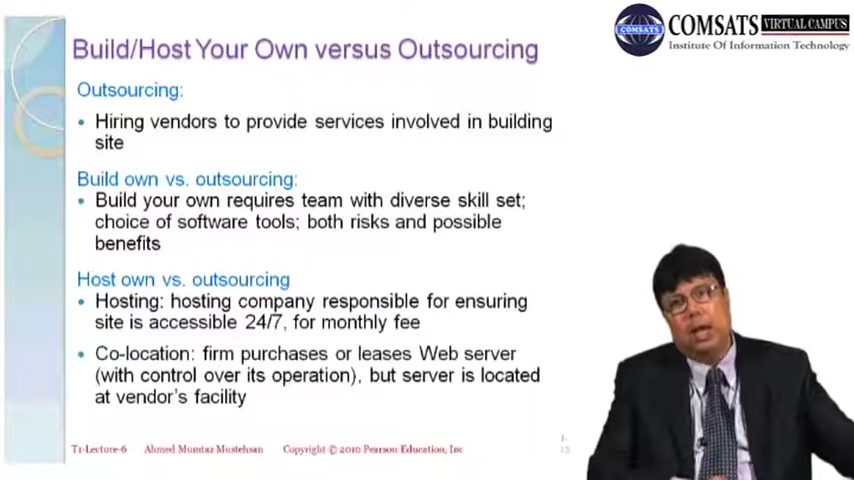 COMSATS VIRTUAL CAMPUS
Institute Of Information Technology
Build/Host Your Own versus Outsourcing
Outsourcing:
• Hiring vendors to provide services involved in building
site
Build own vs. outsourcing:
• Build your own requires team with diverse skill set;
choice of software tools; both risks and possible
benefits
Host own vs. outsourcing
• Hosting: hosting company responsible for ensuring
site is accessible 24/7, for monthly fee
• Co-location: firm purchases or leases Web server
(with control over its operation), but server is located
at vendor's facility
T1-Lecture-6 Ahmed Mumtaz Mustehsan Copyright © 2010 Pearson Education, Inc
1-
15